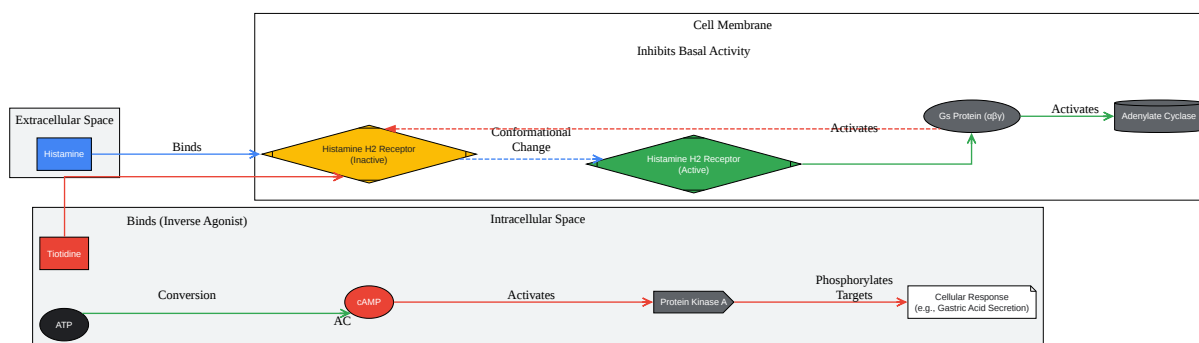 Cell Membrane
Inhibits Basal Activity
Extracellular Space
Histamine
Binds
Histamine H2 Receptor
(Inactive)
Conformational
Change
Histamine H2 Receptor
(Active)
Activates
Gs Protein (αβγ)
Activates
Adenylate Cyclase
Binds (Inverse Agonist)
Intracellular Space
Tiotidine
Conversion
ATP
AC
cAMP
Activates
Protein Kinase A
Phosphorylates
Targets
Cellular Response
(e.g., Gastric Acid Secretion)